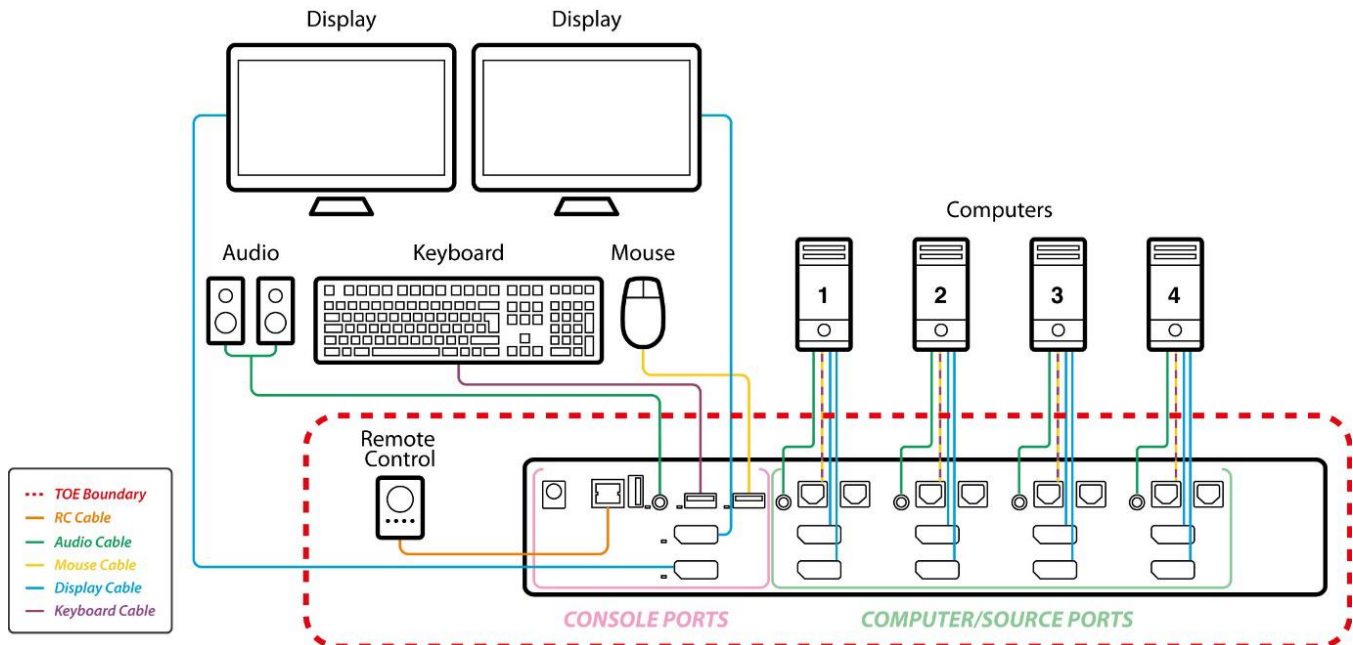 Display
Display
Computers
Audio
Keyboard
Mouse
1
2
3
4
Remote
Control
TOE Boundary
RC Cable
Audio Cable
Mouse Cable
Display Cable
Keyboard Cable
CONSOLE PORTS
COMPUTER/SOURCE PORTS